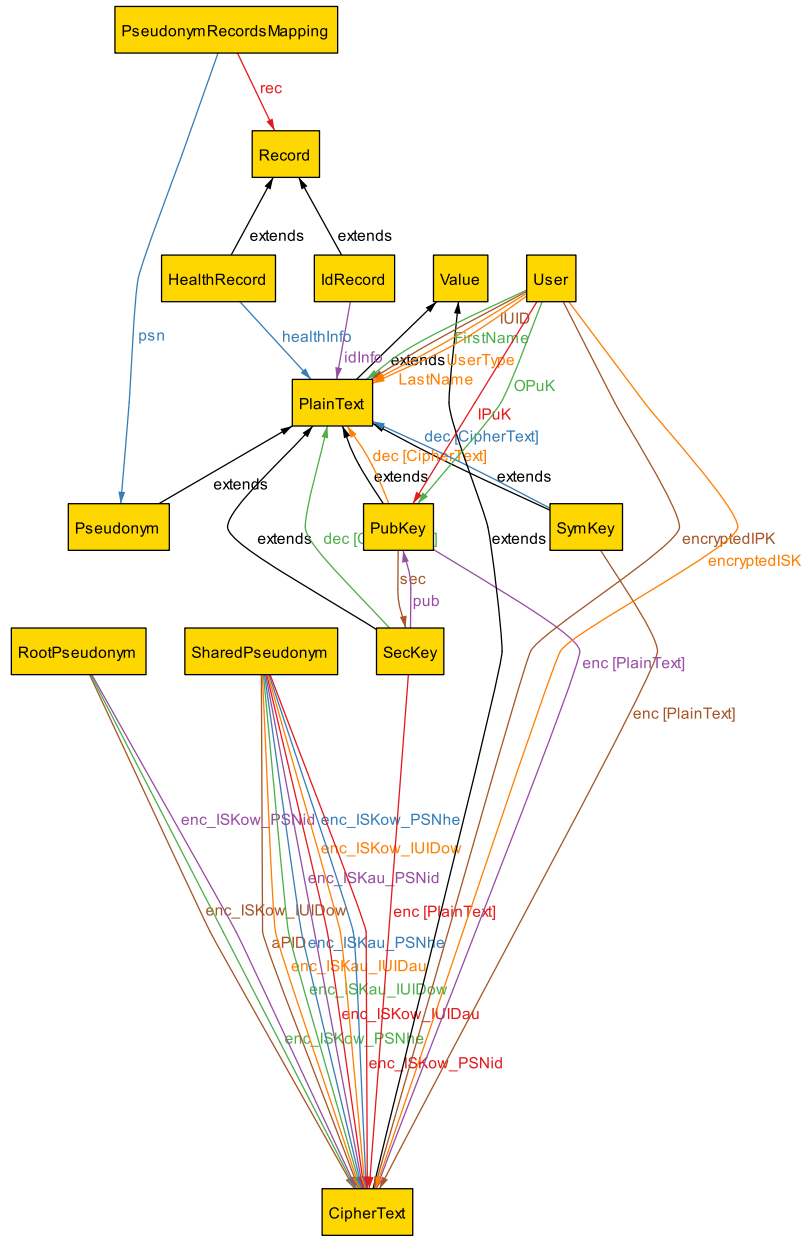 PseudonymRecordsMapping
rec
Record
extends
extends
HealthRecord
IdRecord
Value
User
psn
healthInfo
idInfo
extends
IUID
FirstName
UserType
LastName
OPuK
PlainText
IPuK
dec [CipherText]
dec [CipherText]
extends
extends
extends
Pseudonym
PubKey
SymKey
extends
dec [
]
extends
encryptedIPK
encryptedISK
sec
pub
RootPseudonym
SharedPseudonym
SecKey
enc [PlainText]
enc [PlainText]
enc_ISKow_PSNid
enc_ISKow_PSNhe
enc_ISKow_IUIDow
enc_ISKau_PSNid
enc_ISKow_IUIDow
enc [PlainText]
aPID
enc_ISKau_PSNhe
enc_ISKau_IUIDau
enc_ISKau_IUIDow
enc_ISKow_IUIDau
enc_ISKow_PSNhe
enc_ISKow_PSNid
CipherText